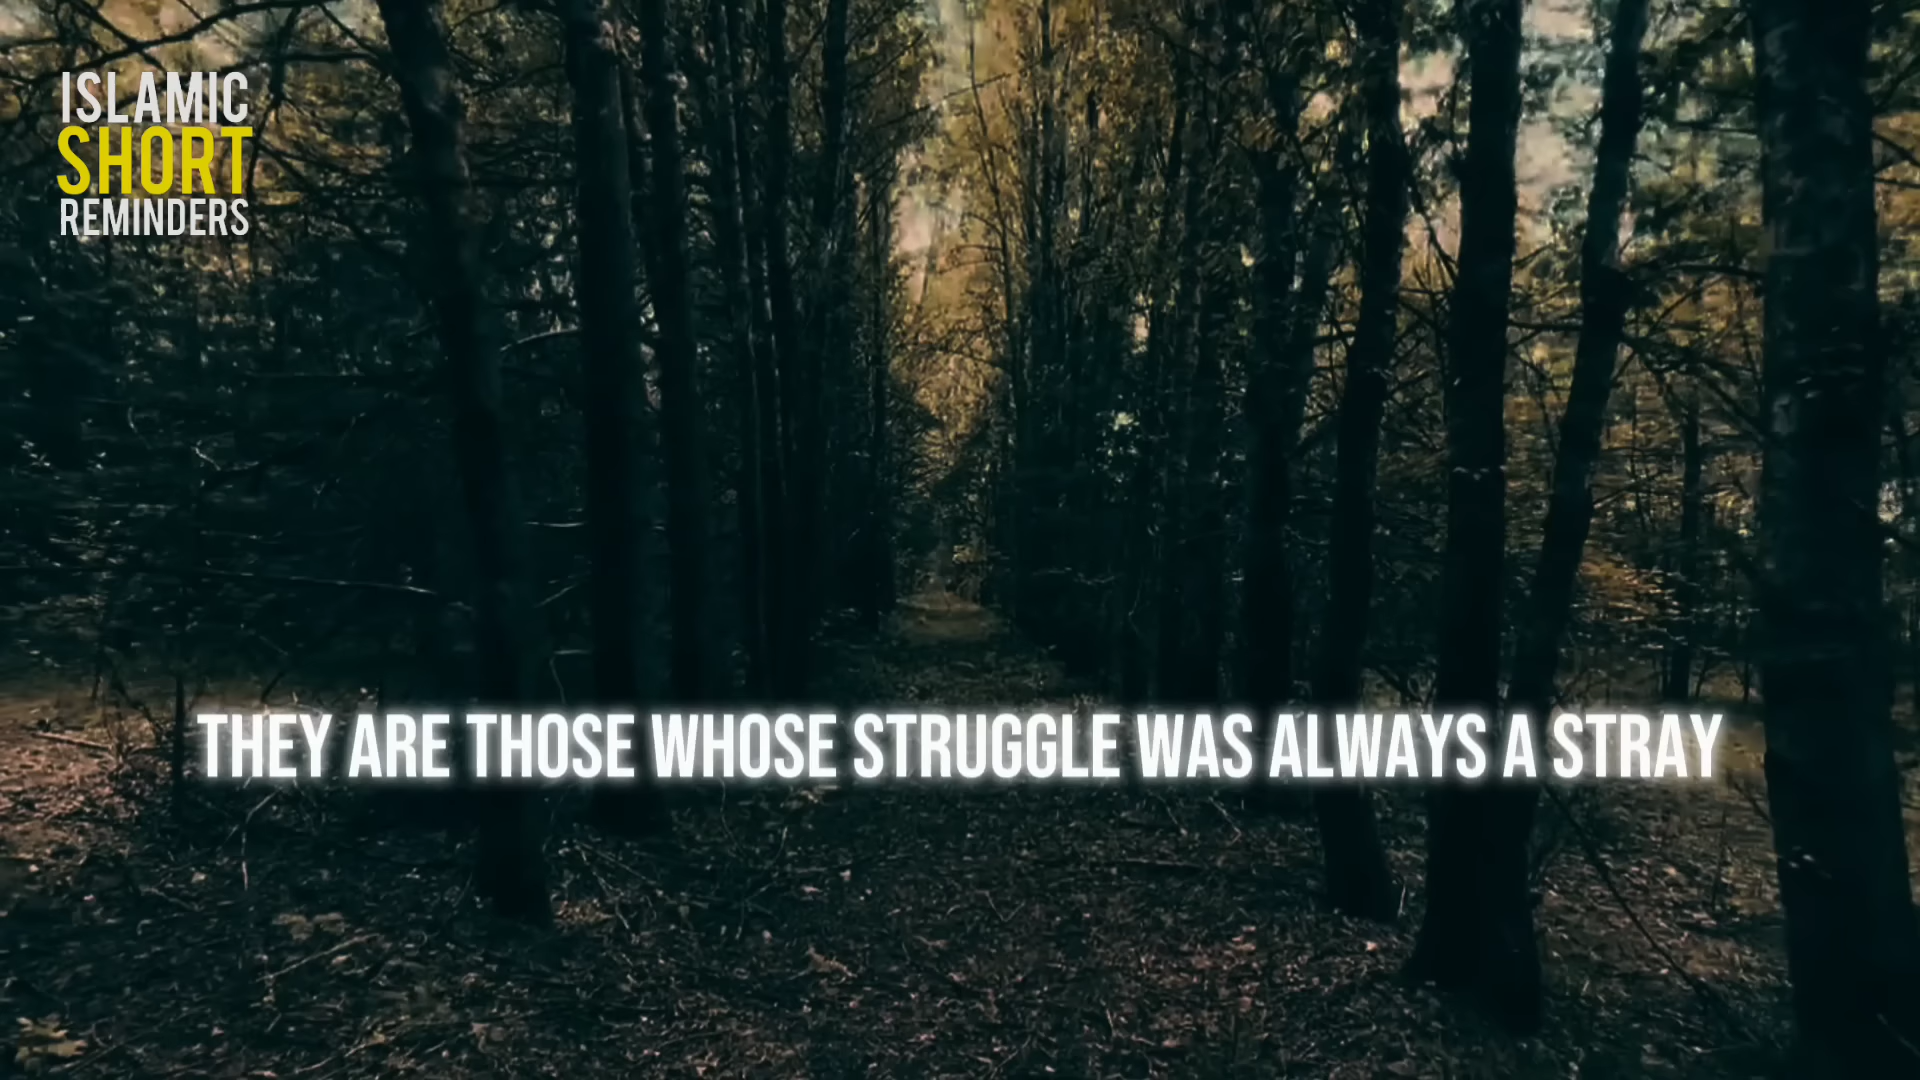 ISLAMIC
SHORT
REMINDERS
THEY ARE THOSE WHOSE STRUGGLE WAS ALWAYS A STRAY